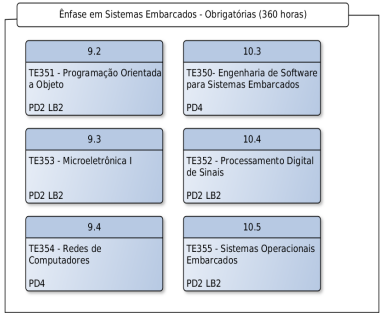 Ênfase em Sistemas Embarcados - Obrigatórias (360 horas)
9.2
TE351 - Programação Orientada
a Objeto
PD2 LB2
10.3
TE350- Engenharia de Software
para Sistemas Embarcados
PD4
9.3
TE353 - Microeletrônica I
PD2 LB2
10.4
TE352 - Processamento Digital
de Sinais
PD2 LB2
9.4
TE354 - Redes de
Computadores
PD4
10.5
TE355 - Sistemas Operacionais
Embarcados
PD2 LB2